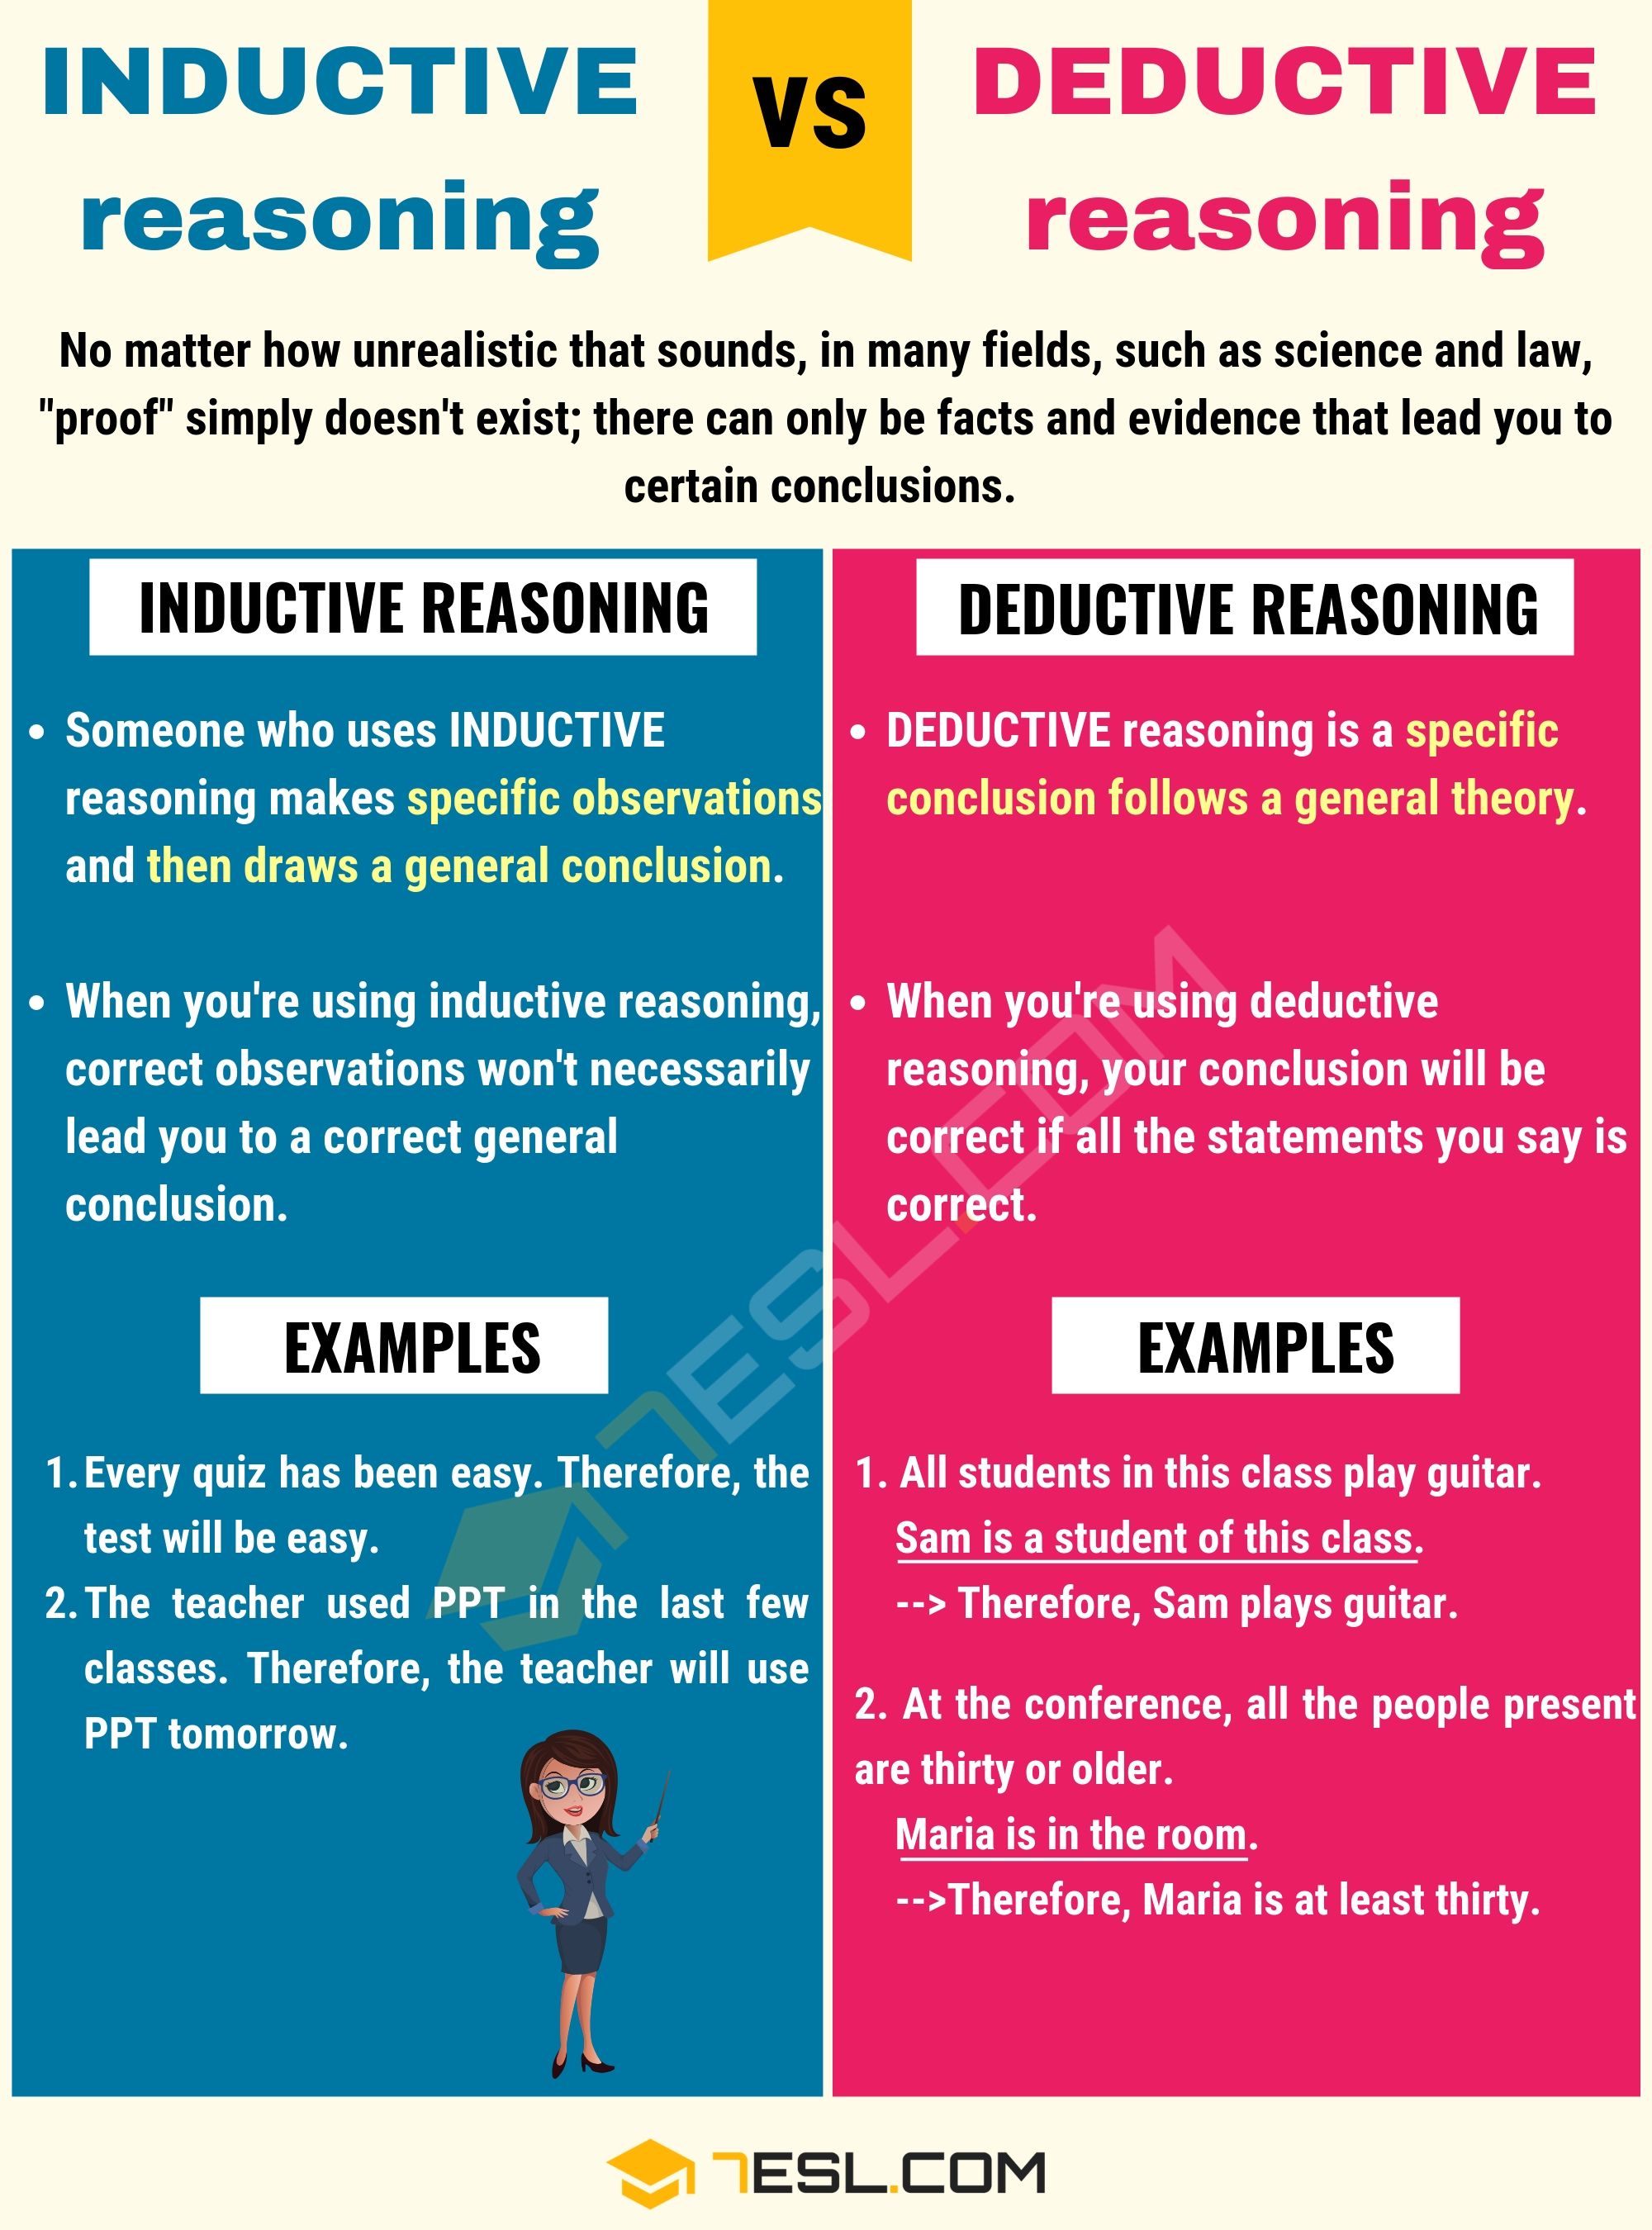 INDUCTIVE
reasoning
VS
DEDUCTIVE
reasoning
No matter how unrealistic that sounds, in many fields, such as science and law,
"proof" simply doesn't exist; there can only be facts and evidence that lead you to
certain conclusions.
INDUCTIVE REASONING
• Someone who uses INDUCTIVE
reasoning makes specific observations
and then draws a general conclusion.
• When you're using inductive reasoning,
correct observations won't necessarily
lead you to a correct general
conclusion.
EXAMPLES
1. Every quiz has been easy. Therefore, the
test will be easy.
2. The teacher used PPT in the last few
classes. Therefore, the teacher will use
PPT tomorrow.
DEDUCTIVE REASONING
• DEDUCTIVE reasoning is a specific
conclusion follows a general theory.
• When you're using deductive
reasoning, your conclusion will be
correct if all the statements you say is
correct.
EXAMPLES
1. All students in this class play guitar.
Sam is a student of this class.
--> Therefore, Sam plays guitar.
2. At the conference, all the people present
are thirty or older.
Maria is in the room.
-->Therefore, Maria is at least thirty.
7ESL.COM
7ESL.COM